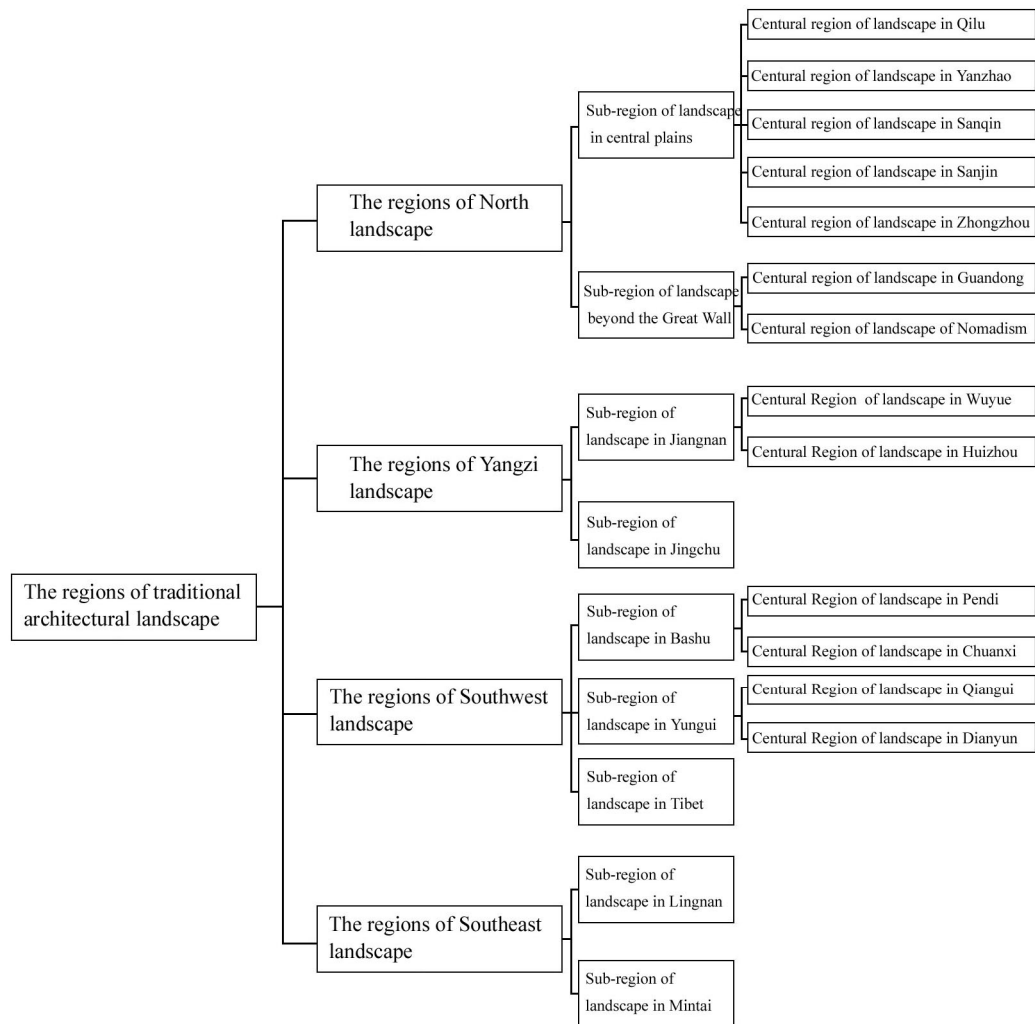 The regions of traditional
architectural landscape
The regions of North
landscape
Sub-region of landscape
in central plains
Centural region of landscape in Qilu
Centural region of landscape in Yanzhao
Centural region of landscape in Sanqin
Centural region of landscape in Sanjin
Centural region of landscape in Zhongzhou
Sub-region of landscape
beyond the Great Wall
Centural region of landscape in Guandong
Centural region of landscape of Nomadism
The regions of Yangzi
landscape
Sub-region of
landscape in Jiangnan
Centural Region of landscape in Wuyue
Centural Region of landscape in Huizhou
Sub-region of
landscape in Jingchu
The regions of Southwest
landscape
Sub-region of
landscape in Bashu
Centural Region of landscape in Pendi
Centural Region of landscape in Chuanxi
Sub-region of
landscape in Yungui
Centural Region of landscape in Qiangui
Centural Region of landscape in Dianyun
Sub-region of
landscape in Tibet
The regions of Southeast
landscape
Sub-region of
landscape in Lingnan
Sub-region of
landscape in Mintai